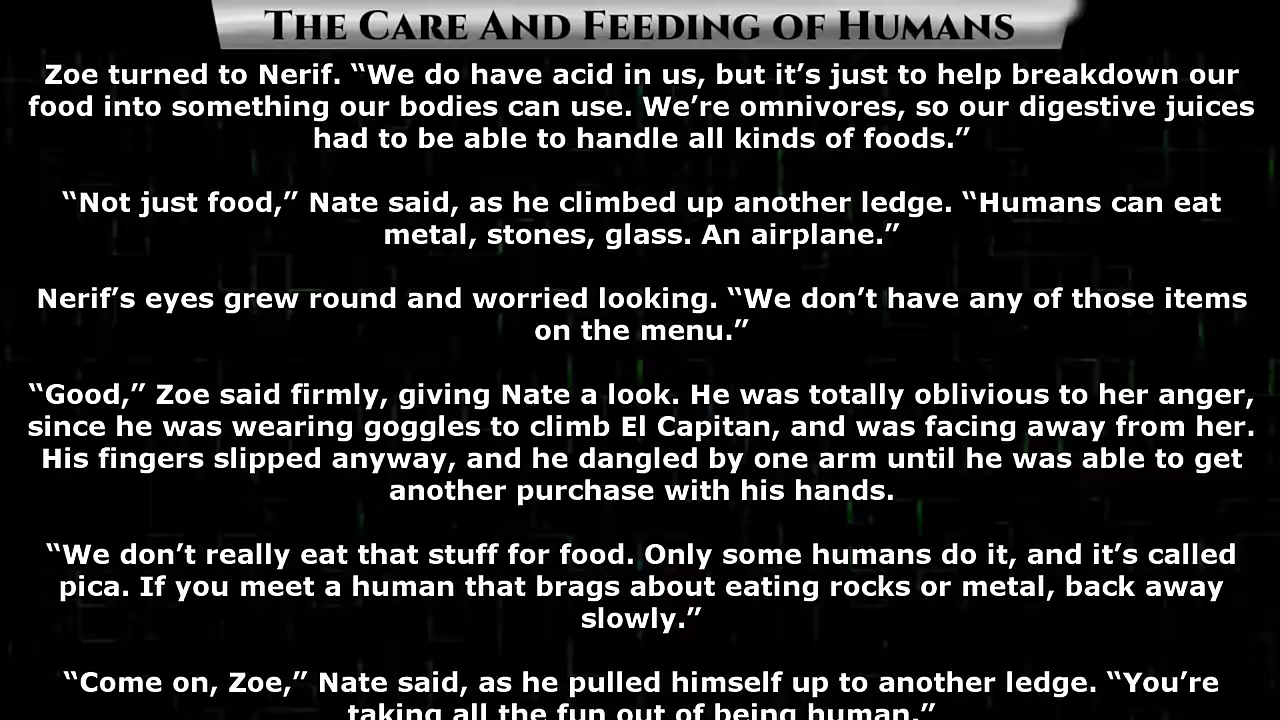 The Care And Feeding of Humans
Zoe turned to Nerif. “We do have acid in us, but it’s just to help breakdown our
food into something our bodies can use. We’re omnivores, so our digestive juices
had to be able to handle all kinds of foods.”
“Not just food,” Nate said, as he climbed up another ledge. “Humans can eat
metal, stones, glass. An airplane.”
Nerif’s eyes grew round and worried looking. “We don’t have any of those items
on the menu.”
“Good,” Zoe said firmly, giving Nate a look. He was totally oblivious to her anger,
since he was wearing goggles to climb El Capitan, and was facing away from her.
His fingers slipped anyway, and he dangled by one arm until he was able to get
another purchase with his hands.
“We don’t really eat that stuff for food. Only some humans do it, and it’s called
pica. If you meet a human that brags about eating rocks or metal, back away
slowly.”
“Come on, Zoe,” Nate said, as he pulled himself up to another ledge. “You’re
taking all the fun out of being human.”